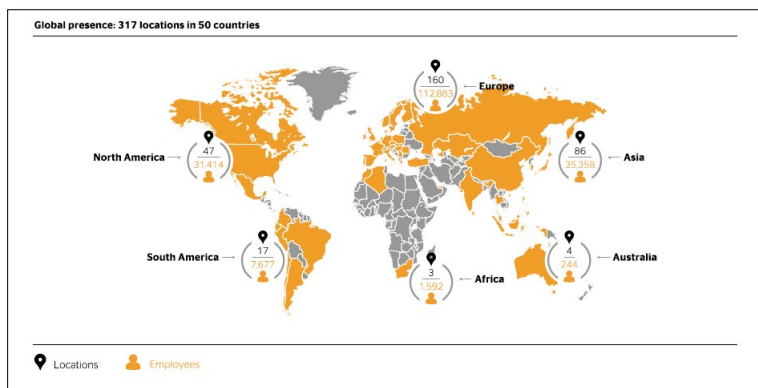 Global presence: 317 locations in 50 countries
160
112,883
Europe
North America
47
31,414
86
35,358
Asia
South America
17
7,677
3
1,592
Africa
4
244
Australia
Locations
Employees